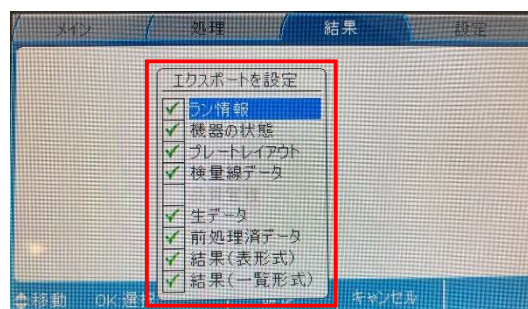 メイン
処理
結果
設定
エクスポートを設定
ラン情報
機器の状態
プレートレイアウト
検量線データ
生データ
前処理済データ
結果(表形式)
結果(一覧形式)
移動 OK:選択 キャンセル